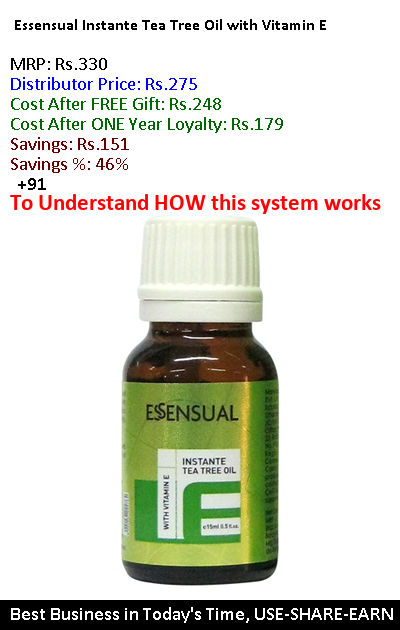 Essensual Instante Tea Tree Oil with Vitamin E
MRP: Rs.330
Distributor Price: Rs.275
Cost After FREE Gift: Rs.248
Cost After ONE Year Loyalty: Rs.179
Savings: Rs.151
Savings %: 46%
+91
To Understand HOW this system works
ESSENSUAL
INSTANTE
TEA TREE OIL
WITH VITAMIN E
e15ml 0.5 fl.oz.
Best Business in Today's Time, USE-SHARE-EARN